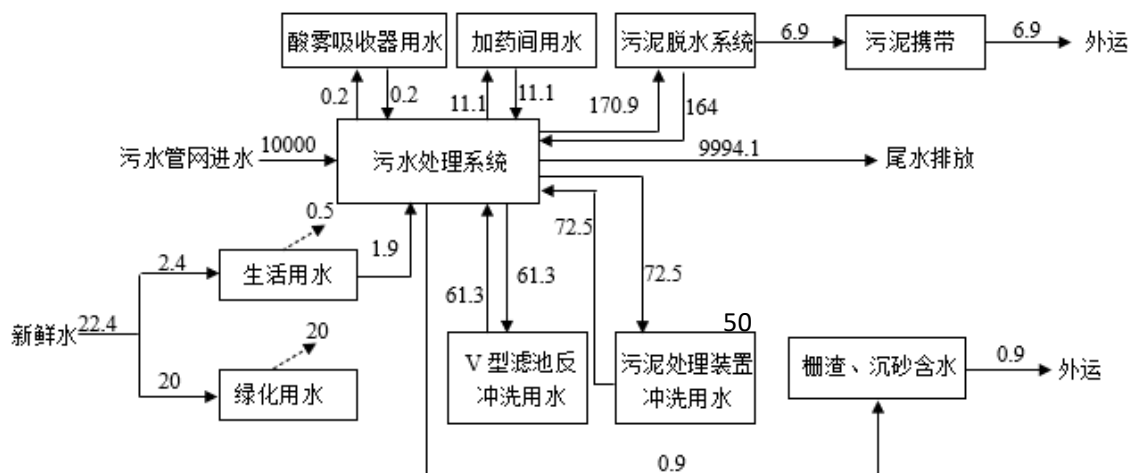 酸雾吸收器用水
加药间用水
污泥脱水系统
6.9
污泥携带
6.9
外运
0.2
0.2
11.1
11.1
170.9
164
污水管网进水
10000
污水处理系统
9994.1
尾水排放
0.5
72.5
2.4
生活用水
1.9
61.3
61.3
72.5
新鲜水
22.4
20
50
20
绿化用水
V 型滤池反
冲洗用水
污泥处理装置
冲洗用水
栅渣、沉砂含水
0.9
外运
0.9